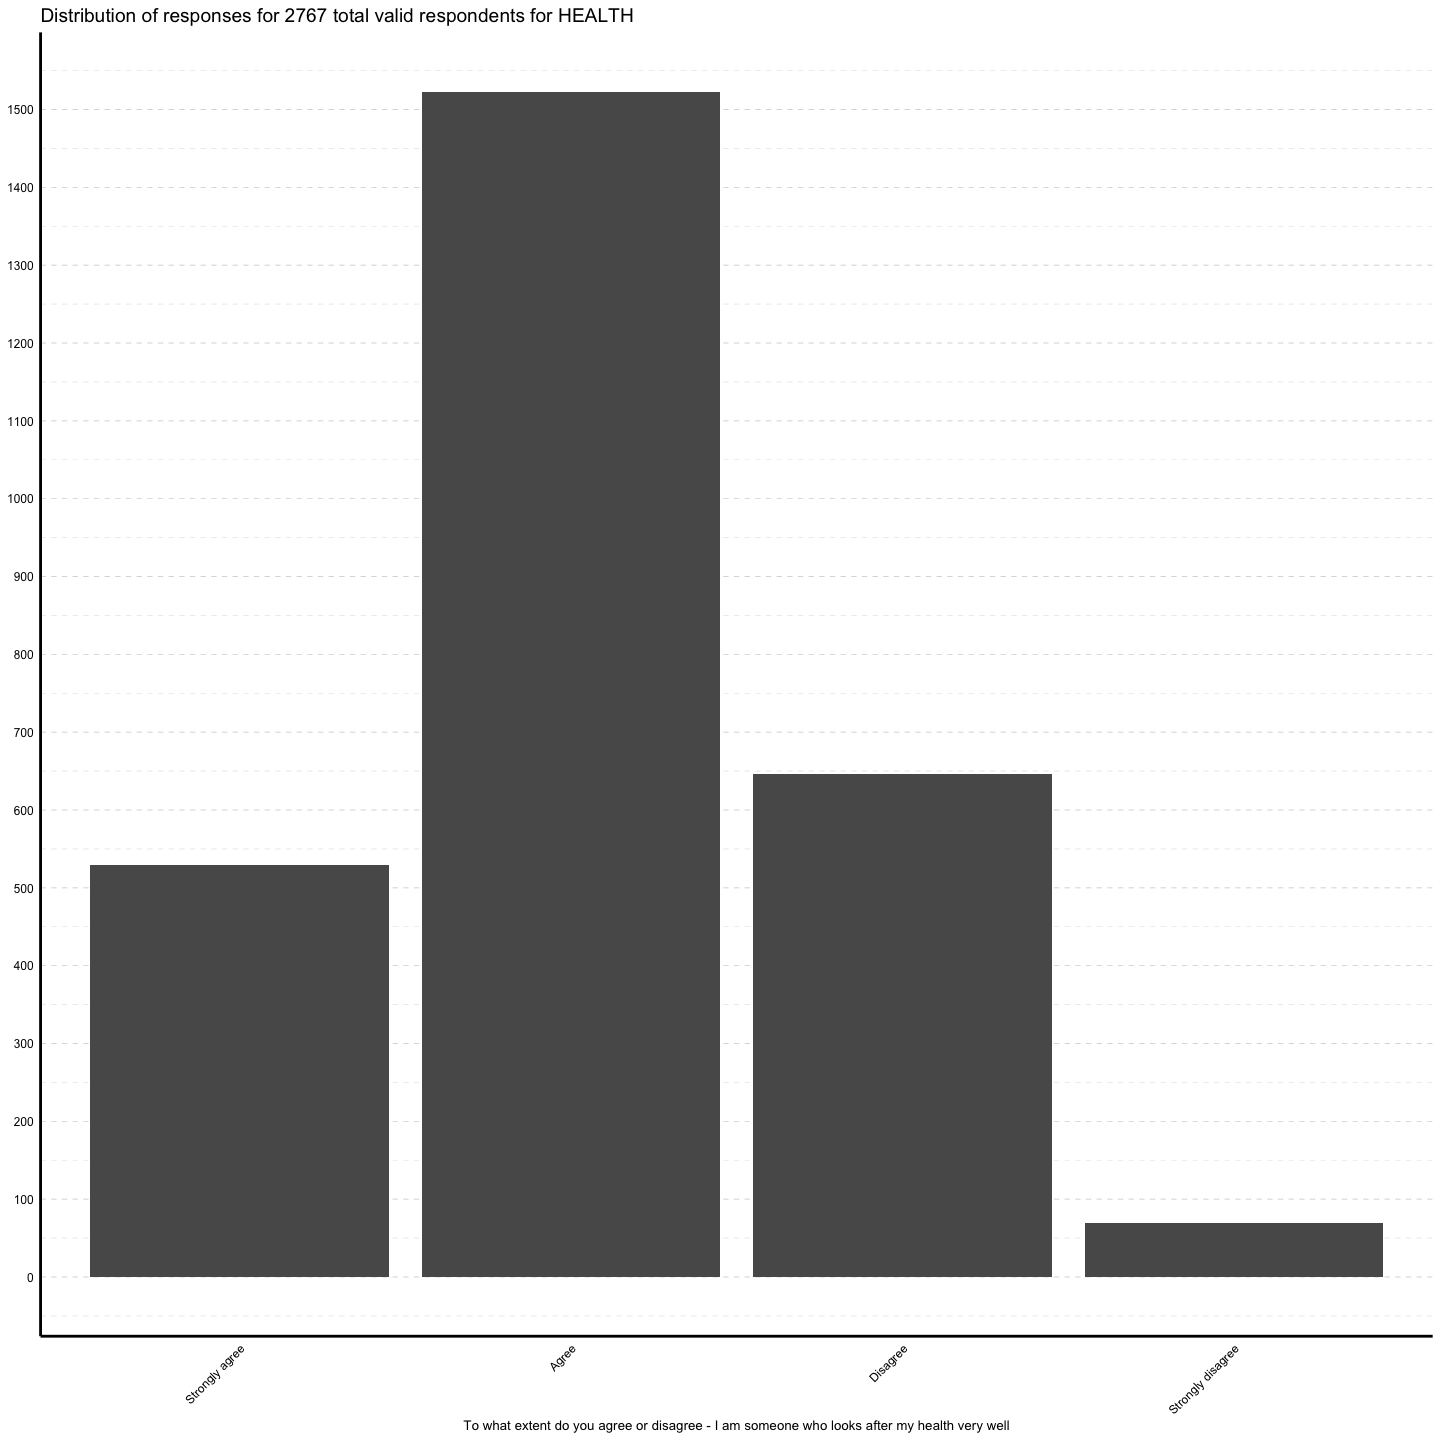 Distribution of responses for 2767 total valid respondents for HEALTH
1500
1400
1300
1200
1100
1000
900
800
700
600
500
400
300
200
100
0
Strongly agree
Agree
Disagree
Strongly disagree
To what extent do you agree or disagree - I am someone who looks after my health very well